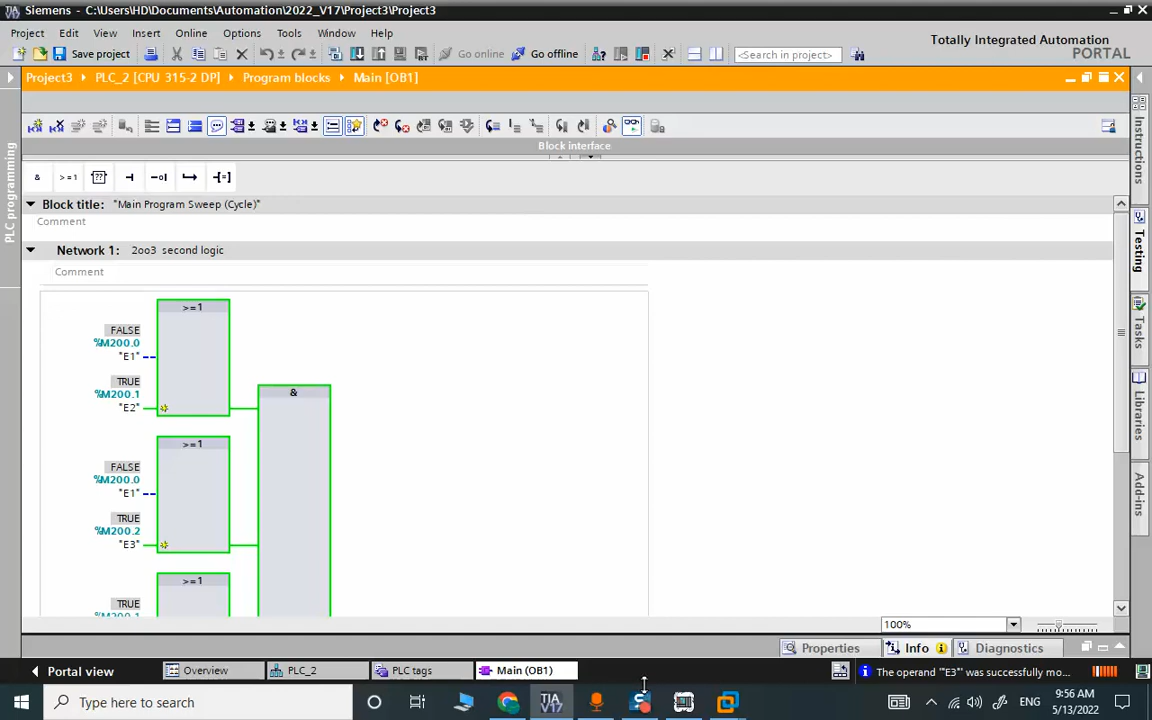 Siemens - C:\Users\HD\Documents\Automation\2022_V17\Project3\Project3
Project Edit View Insert Online Options Tools Window Help
Totally Integrated Automation
PORTAL
Save project Go online Go offline <Search in project>
Project3 PLC_2 [CPU 315-2 DP] Program blocks Main [OB1]
Block interface
& >=1 ??
Block title: "Main Program Sweep (Cycle)"
Comment
Network 1: 2oo3 second logic
Comment
>=1
FALSE
%M200.0
"E1"
TRUE
%M200.1
"E2"
&
>=1
FALSE
%M200.0
"E1"
TRUE
%M200.2
"E3"
>=1
TRUE
%M200.1
100%
Properties Info Diagnostics
Portal view Overview PLC_2 PLC tags Main (OB1) The operand '"E3"' was successfully mo...
Type here to search
ENG
9:56 AM
5/13/2022
PLC programming
Instructions
Testing
Tasks
Libraries
Add-ins